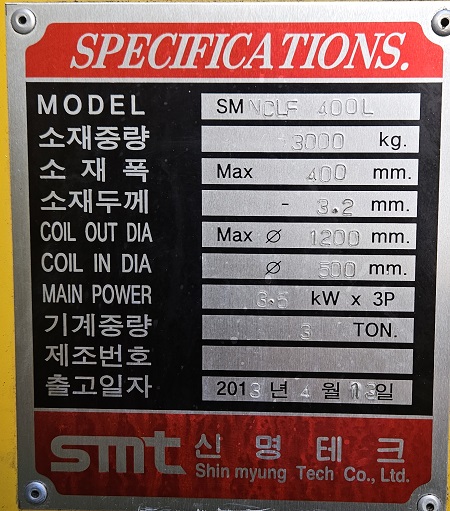 SPECIFICATIONS.
MODEL SMNCLF 400L
소재중량 3000 kg.
소 재 폭 Max 400 mm.
소재두께 - 3.2 mm.
COIL OUT DIA Max ∅ 1200 mm.
COIL IN DIA ∅ 500 mm.
MAIN POWER kW x 3P
기계중량 3 TON.
제조번호
출고일자 2013 년 4 월 일
smt 신 명 테 크
Shin myung Tech Co., Ltd.